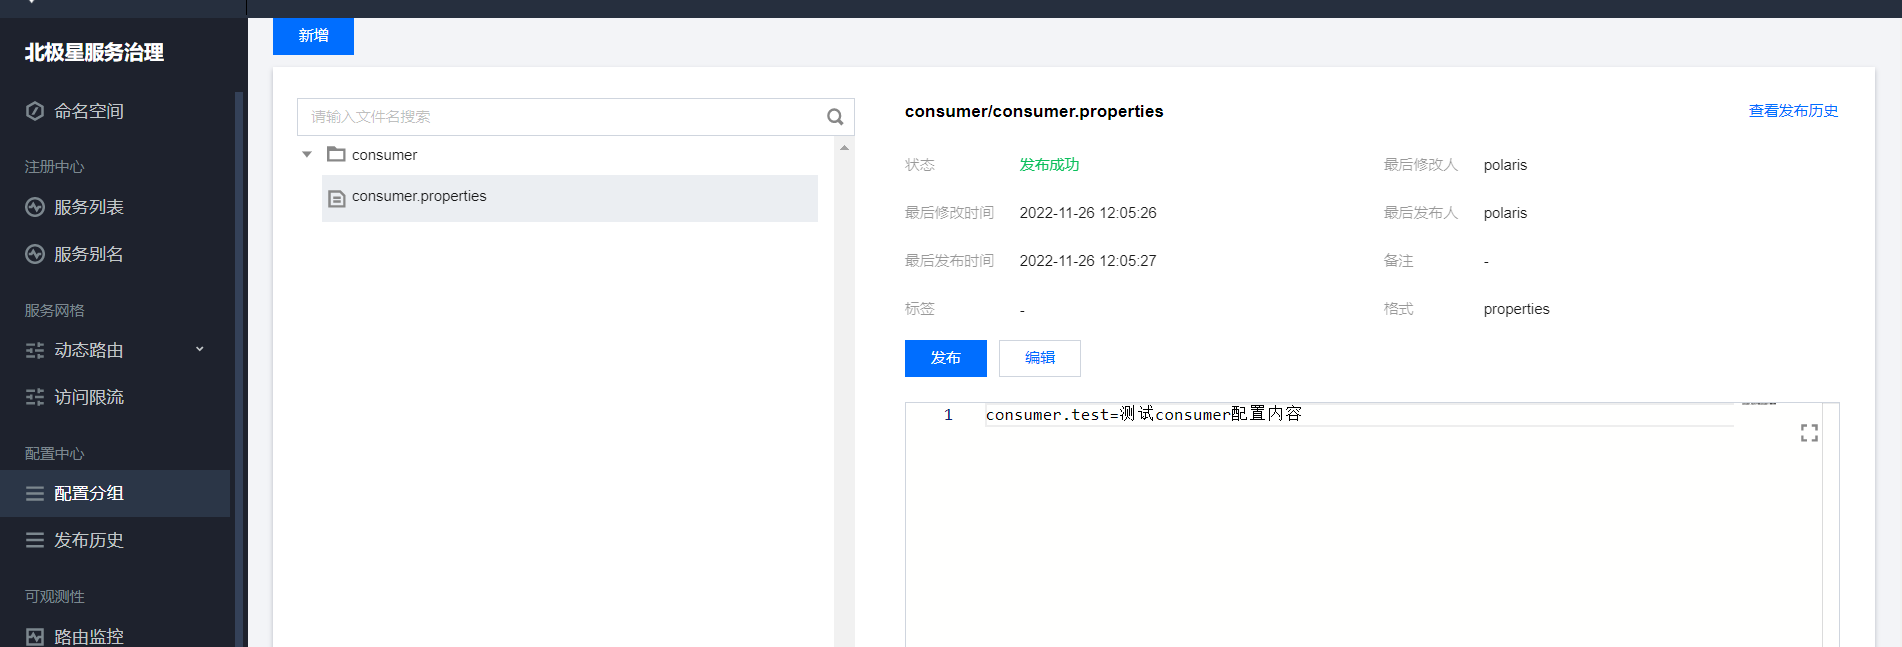 北极星服务治理
命名空间
注册中心
服务列表
服务别名
服务网格
动态路由
访问限流
配置中心
配置分组
发布历史
可观测性
路由监控
新增
请输入文件名搜索
consumer
consumer.properties
consumer/consumer.properties
查看发布历史
状态 发布成功 最后修改人 polaris
最后修改时间 2022-11-26 12:05:26 最后发布人 polaris
最后发布时间 2022-11-26 12:05:27 备注 -
标签 - 格式 properties
发布 编辑
1 consumer.test=测试consumer配置内容